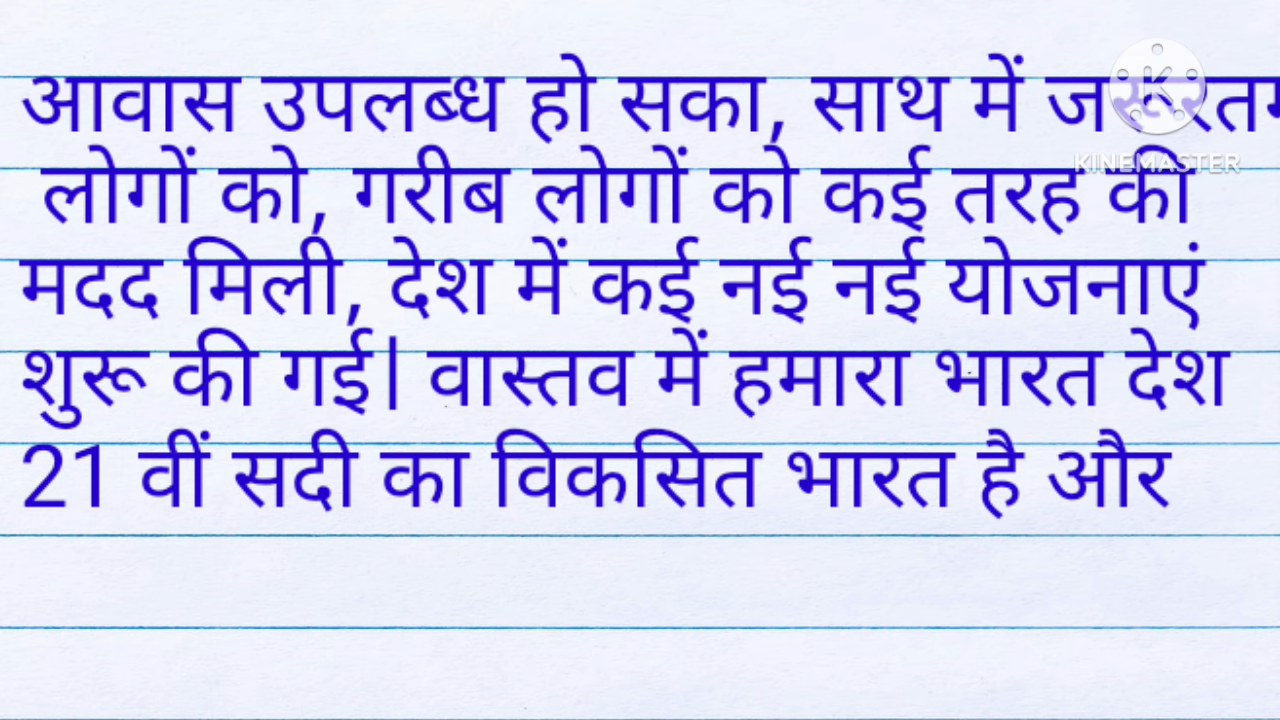 आवास उपलब्ध हो सका, साथ में
लोगों को, गरीब लोगों को कई तरह की
मदद मिली, देश में कई नई नई योजनाएं
शुरू की गई| वास्तव में हमारा भारत देश
21 वीं सदी का विकसित भारत है और
KINEMASTER